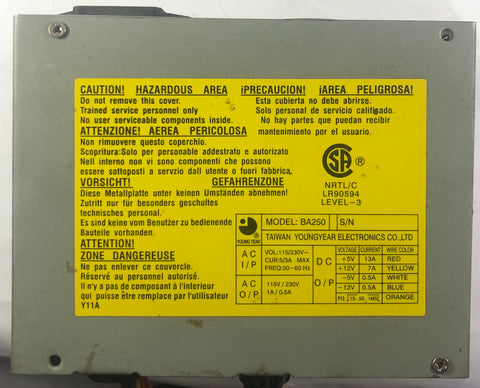 CAUTION! HAZARDOUS AREA
Do not remove this cover.
Trained service personnel only
No user serviceable components inside.
¡PRECAUCION! ¡AREA PELIGROSA!
Esta cubierta no debe abrirse.
Solo personal de servicio calificado.
No hay partes que puedan recibir
mantenimiento por el usuario.
ATTENZIONE! AEREA PERICOLOSA
Non rimuovere questo coperchio.
Scopritura:Solo per personale addestrato e autorizato
Nell interno non vi sono componenti che possono
essere sottoposti a servzio dall utente o fuori fabbrica,
VORSICHT! GEFAHRENZONE
Diese Metallplatte unter keinen Umständen abnehmen!
Zutritt nur für besonders geschultes
technisches personal.
Es sind keine vom Benutzer zu bedienende
Bauteile vorhanden.
ATTENTION!
ZONE DANGEREUSE
Ne pas enlever ce couvercle.
Réservé au personnel autorisé.
Il n'y a pas de composant à l'interieur
qui puisse être remplace par l'utilisateur
Y11A
CSA ®
NRTL/C
LR90594
LEVEL-3
YOUNG YEAR
MODEL: BA250 S/N
TAIWAN YOUNGYEAR ELECTRONICS CO.,LTD
AC I/P
VOL:115/230V~
CUR:5/3A MAX
FREQ:50~60 Hz
AC O/P
115V / 230V
1A / 0.5A
DC O/P
VOLTAGE CURRENT WIRE COLOR
+5V 13A RED
+12V 7A YELLOW
-5V 0.5A WHITE
-12V 0.5A BLUE
PG ORANGE